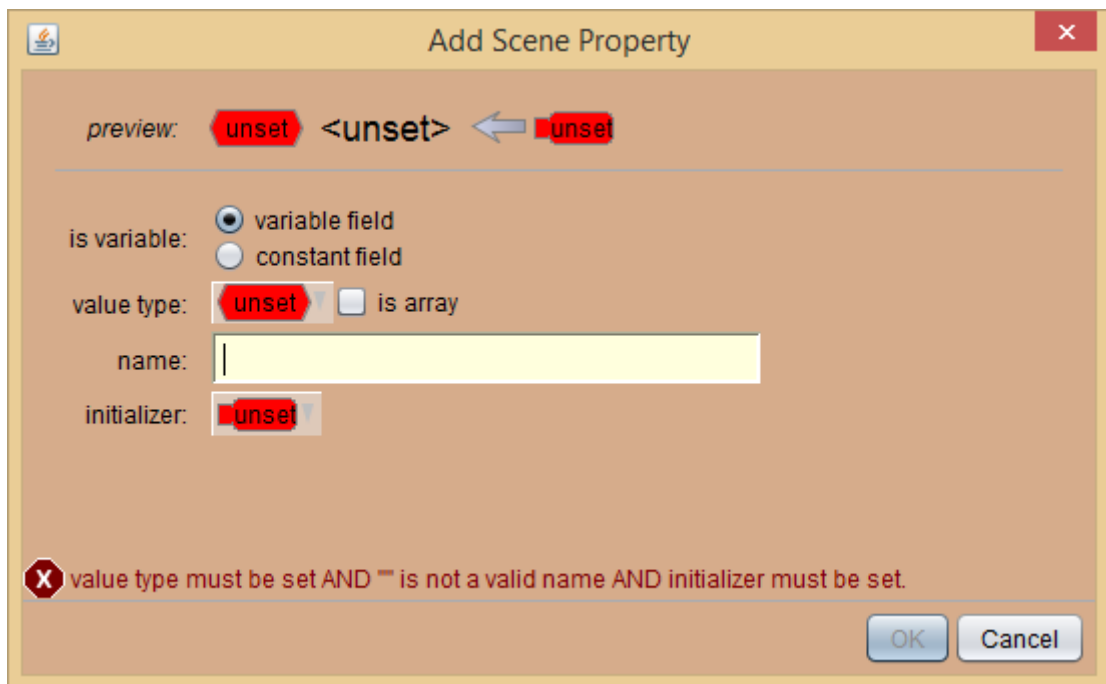 Add Scene Property
preview: unset <unset> unset
is variable: variable field
constant field
value type: unset is array
name:
initializer: unset
value type must be set AND "" is not a valid name AND initializer must be set.
OK Cancel